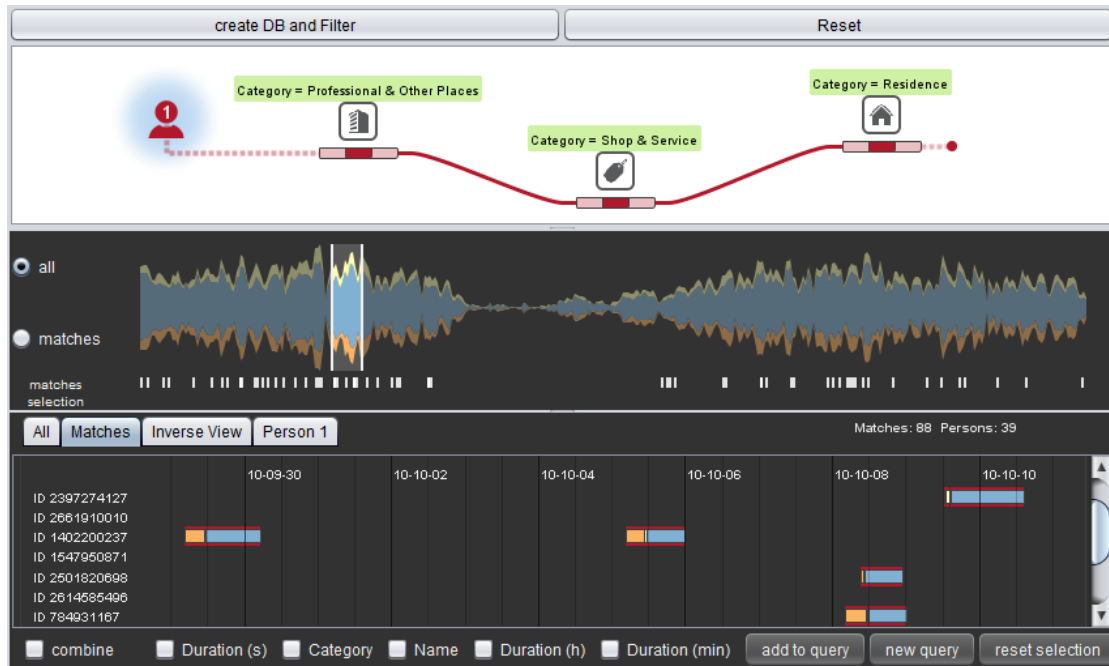 create DB and Filter
Reset
1
Category = Professional & Other Places
Category = Shop & Service
Category = Residence
all
matches
matches
selection
All
Matches
Inverse View
Person 1
Matches: 88 Persons: 39
10-09-30
10-10-02
10-10-04
10-10-06
10-10-08
10-10-10
ID 2397274127
ID 2661910010
ID 1402200237
ID 1547950871
ID 2501820698
ID 2614585496
ID 784931167
combine
Duration (s)
Category
Name
Duration (h)
Duration (min)
add to query
new query
reset selection